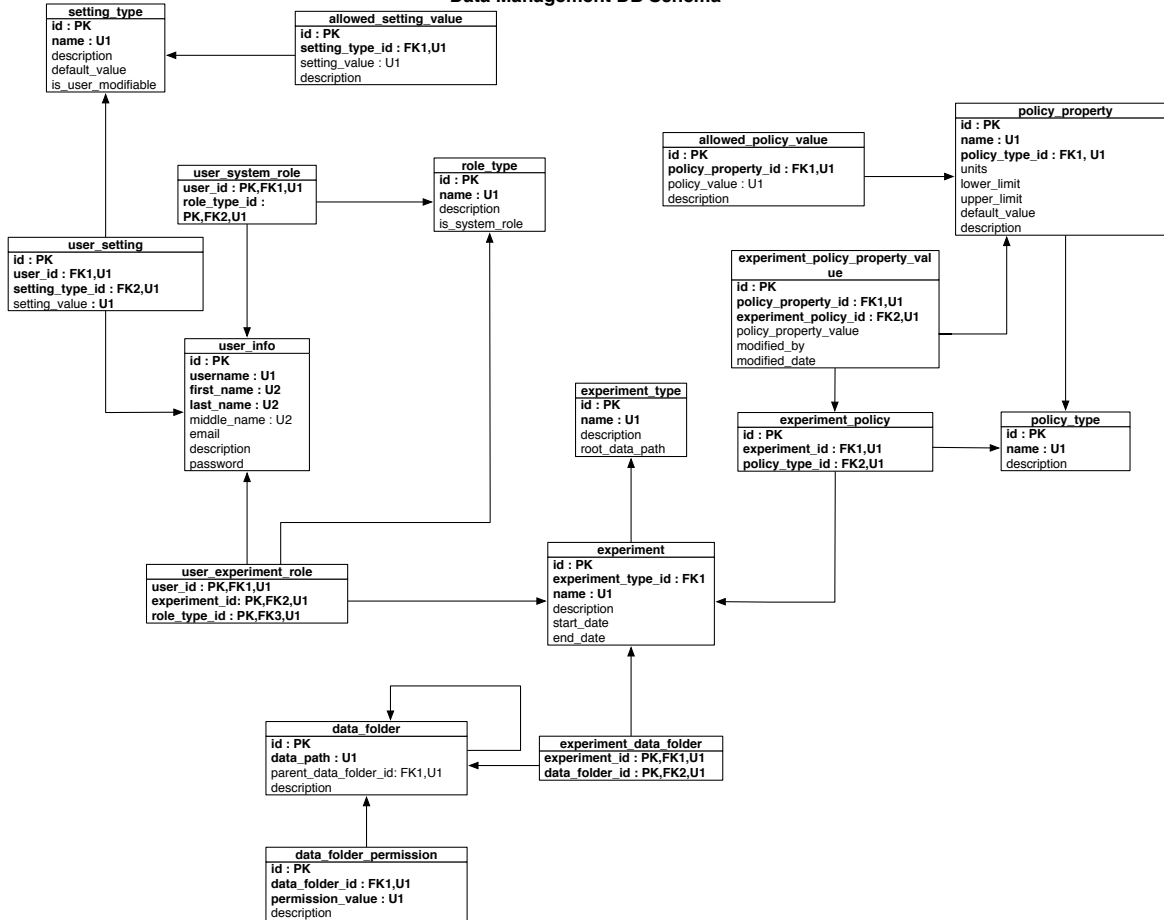 Data Management DB Schema
setting_type
id : PK
name : U1
description
default_value
is_user_modifiable
allowed_setting_value
id : PK
setting_type_id : FK1,U1
setting_value : U1
description
policy_property
id : PK
name : U1
policy_type_id : FK1, U1
units
lower_limit
upper_limit
default_value
description
allowed_policy_value
id : PK
policy_property_id : FK1,U1
policy_value : U1
description
user_system_role
user_id : PK,FK1,U1
role_type_id :
PK,FK2,U1
role_type
id : PK
name : U1
description
is_system_role
user_setting
id : PK
user_id : FK1,U1
setting_type_id : FK2,U1
setting_value : U1
experiment_policy_property_val
ue
id : PK
policy_property_id : FK1,U1
experiment_policy_id : FK2,U1
policy_property_value
modified_by
modified_date
user_info
id : PK
username : U1
first_name : U2
last_name : U2
middle_name : U2
email
description
password
experiment_type
id : PK
name : U1
description
root_data_path
experiment_policy
id : PK
experiment_id : FK1,U1
policy_type_id : FK2,U1
policy_type
id : PK
name : U1
description
experiment
id : PK
experiment_type_id : FK1
name : U1
description
start_date
end_date
user_experiment_role
user_id : PK,FK1,U1
experiment_id: PK,FK2,U1
role_type_id : PK,FK3,U1
data_folder
id : PK
data_path : U1
parent_data_folder_id: FK1,U1
description
experiment_data_folder
experiment_id : PK,FK1,U1
data_folder_id : PK,FK2,U1
data_folder_permission
id : PK
data_folder_id : FK1,U1
permission_value : U1
description